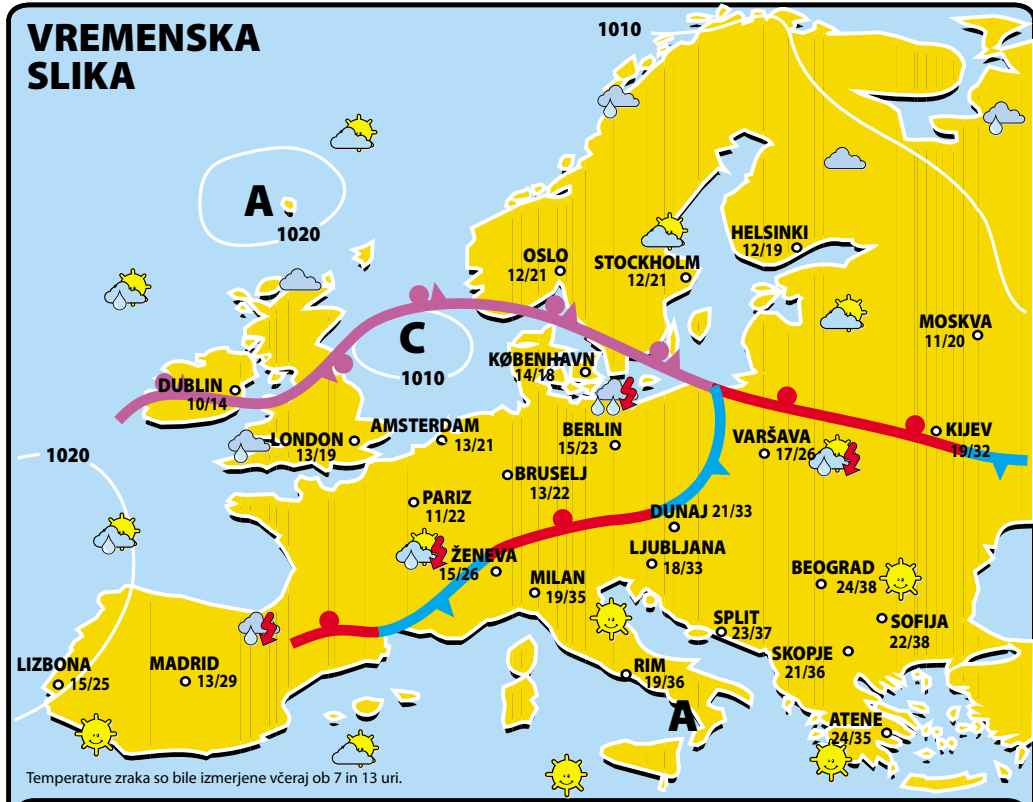 VREMENSKA
SLIKA
1010
A
1020
OSLO
12/21
STOCKHOLM
12/21
HELSINKI
12/19
MOSKVA
11/20
C
1010
KØBENHAVN
14/18
DUBLIN
10/14
LONDON
13/19
AMSTERDAM
13/21
BERLIN
15/23
VARŠAVA
17/26
KIJEV
19/32
1020
BRUSELJ
13/22
PARIZ
11/22
DUNAJ 21/33
ŽENEVA
15/26
LJUBLJANA
18/33
MILAN
19/35
BEOGRAD
24/38
SPLIT
23/37
SOFIJA
22/38
SKOPJE
21/36
LIZBONA
15/25
MADRID
13/29
RIM
19/36
A
ATENE
24/35
Temperature zraka so bile izmerjene včeraj ob 7 in 13 uri.